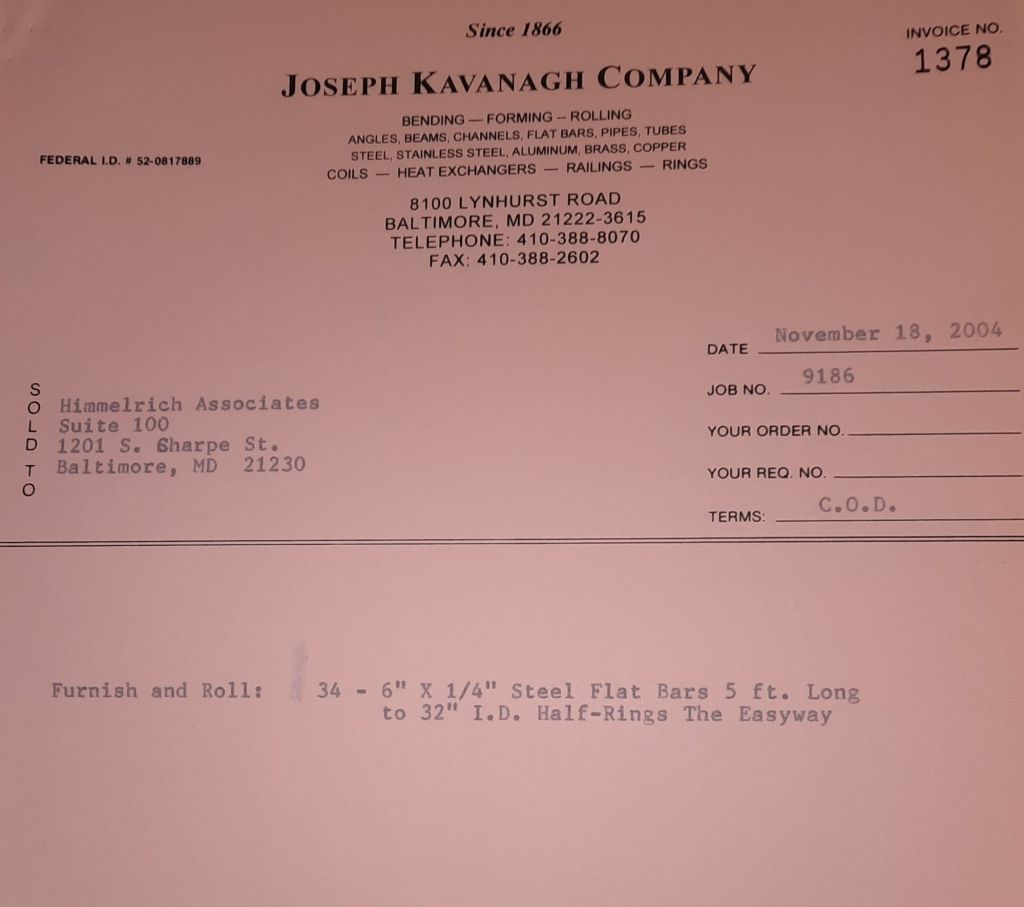 Since 1866
INVOICE NO.
1378
JOSEPH KAVANAGH COMPANY
BENDING — FORMING -- ROLLING
ANGLES, BEAMS, CHANNELS, FLAT BARS, PIPES, TUBES
STEEL, STAINLESS STEEL, ALUMINUM, BRASS, COPPER
COILS — HEAT EXCHANGERS — RAILINGS — RINGS
FEDERAL I.D. # 52-0817889
8100 LYNHURST ROAD
BALTIMORE, MD 21222-3615
TELEPHONE: 410-388-8070
FAX: 410-388-2602
DATE November 18, 2004
JOB NO. 9186
YOUR ORDER NO.
YOUR REQ. NO.
TERMS: C.O.D.
SOLD TO
Himmelrich Associates
Suite 100
1201 S. Sharpe St.
Baltimore, MD 21230
Furnish and Roll: 34 - 6" X 1/4" Steel Flat Bars 5 ft. Long
to 32" I.D. Half-Rings The Easyway